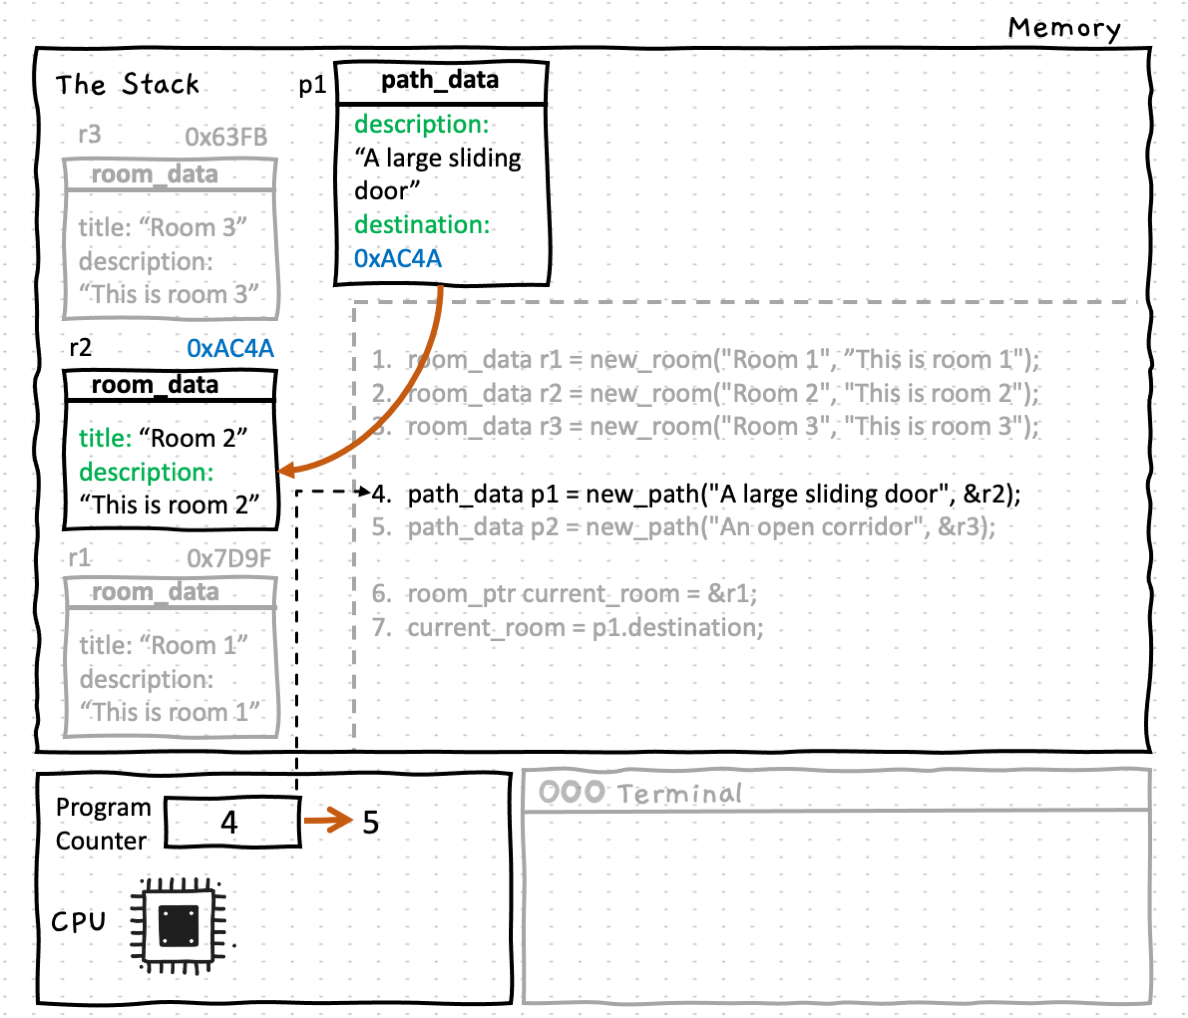 Memory
The Stack
p1
path_data
description:
“A large sliding
door”
destination:
0xAC4A
r3 0x63FB
room_data
title: “Room 3”
description:
“This is room 3”
r2 0xAC4A
room_data
title: “Room 2”
description:
“This is room 2”
r1 0x7D9F
room_data
title: “Room 1”
description:
“This is room 1”
1. room_data r1 = new_room("Room 1", ”This is room 1");
2. room_data r2 = new_room("Room 2", "This is room 2");
3. room_data r3 = new_room("Room 3", "This is room 3");
4. path_data p1 = new_path("A large sliding door", &r2);
5. path_data p2 = new_path("An open corridor", &r3);
6. room_ptr current_room = &r1;
7. current_room = p1.destination;
Program
Counter
4
5
CPU
Terminal